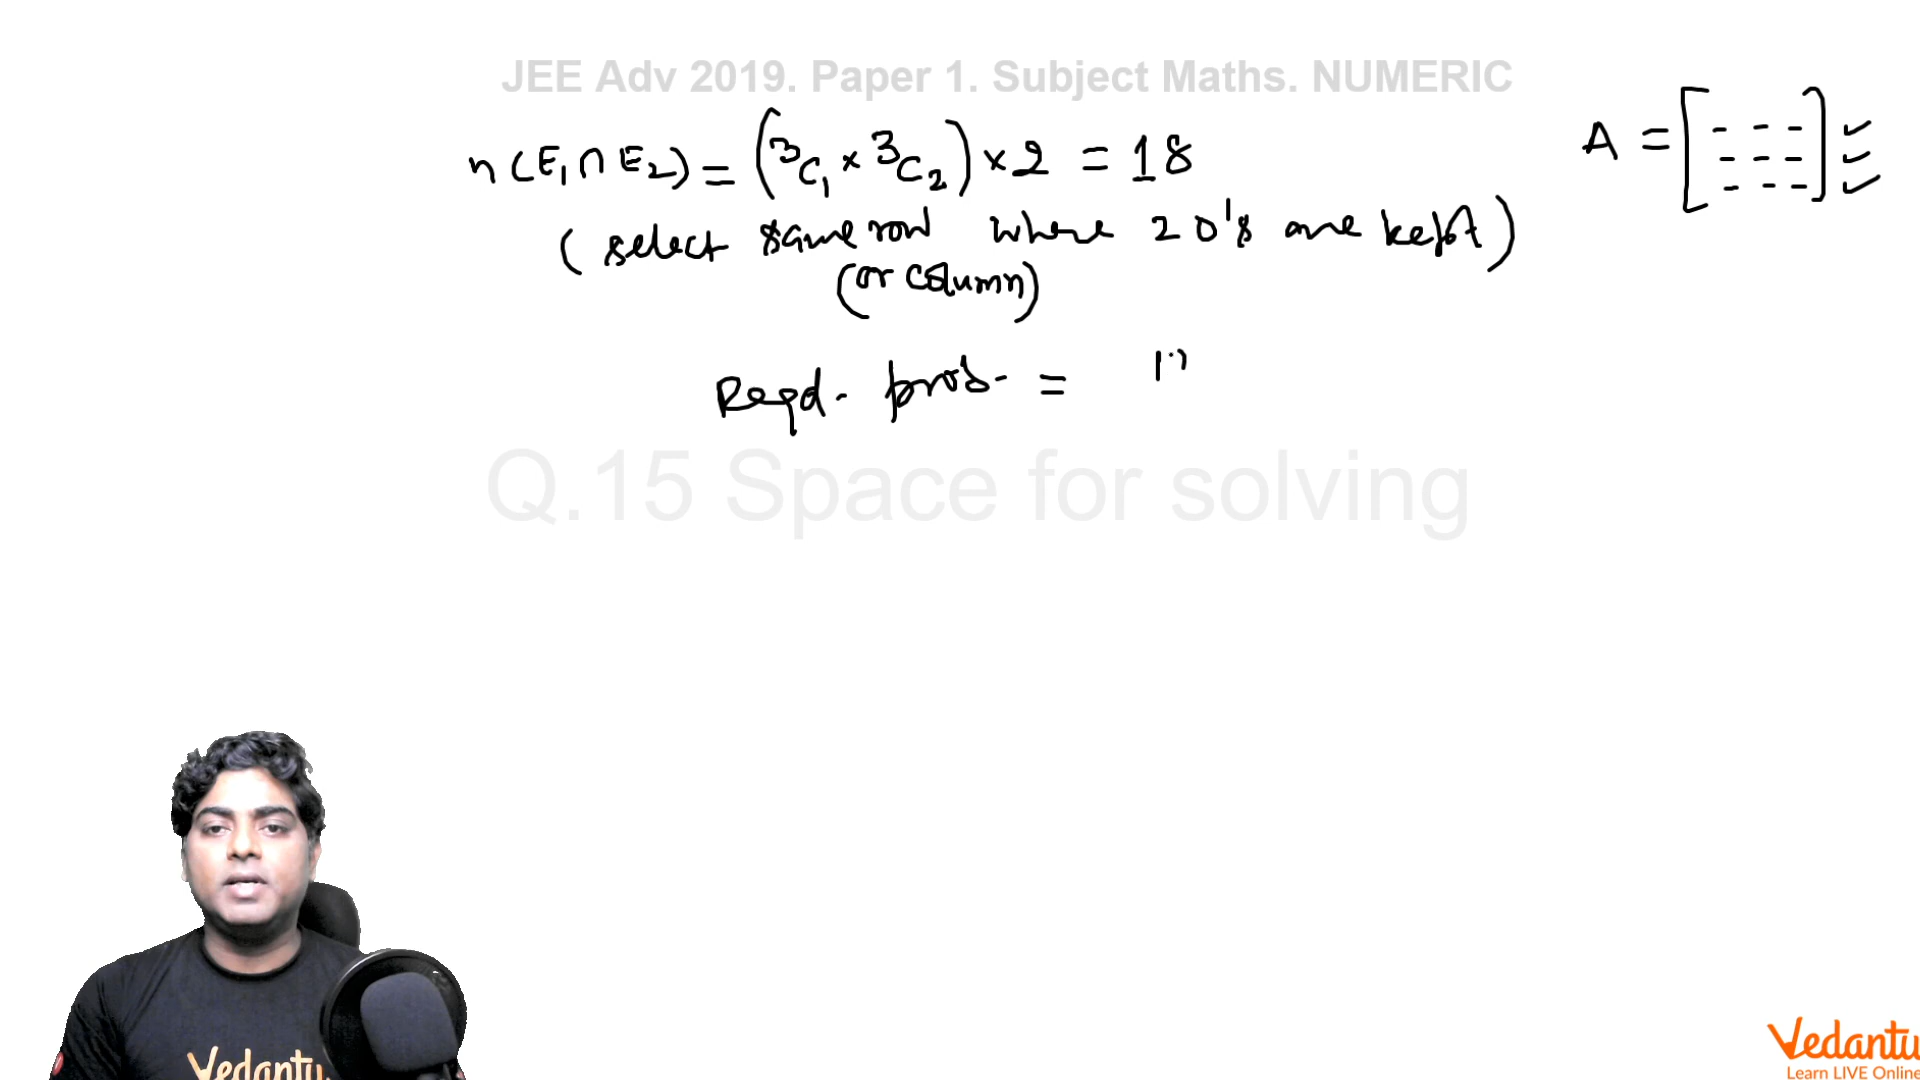 JEE Adv 2019. Paper 1. Subject Maths. NUMERIC
n(E₁∩E₂) = (³C₁ × ³C₂) × 2 = 18
A = [- - - - - - - - -] ✓ ✓ ✓
(select same row where 2 0's are kept)
(or column)
Reqd. prob. =
Q.15 Space for solving
Vedantu
Vedantu
Learn LIVE Online